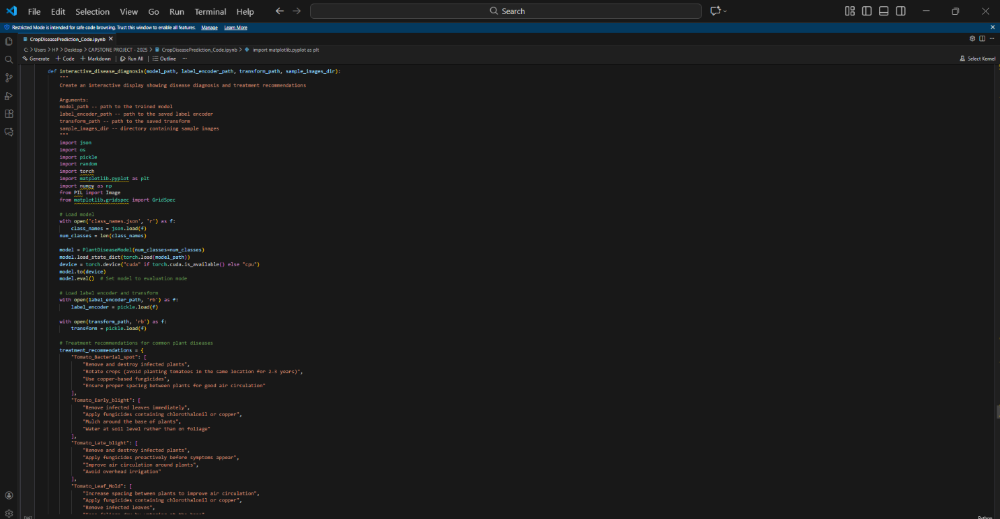 File Edit Selection View Go Run Terminal Help
Search
Restricted Mode is intended for safe code browsing. Trust this window to enable all features. Manage Learn More
CropDiseasePrediction_Code.ipynb
C: > Users > HP > Desktop > CAPSTONE PROJECT - 2025 > CropDiseasePrediction_Code.ipynb > import matplotlib.pyplot as plt
Generate + Code + Markdown Run All Outline ... Select Kernel
def interactive_disease_diagnosis(model_path, label_encoder_path, transform_path, sample_images_dir):
"""
Create an interactive display showing disease diagnosis and treatment recommendations
Arguments:
model_path -- path to the trained model
label_encoder_path -- path to the saved label encoder
transform_path -- path to the saved transform
sample_images_dir -- directory containing sample images
"""
import json
import os
import pickle
import random
import torch
import matplotlib.pyplot as plt
import numpy as np
from PIL import Image
from matplotlib.gridspec import GridSpec
# Load model
with open('class_names.json', 'r') as f:
class_names = json.load(f)
num_classes = len(class_names)
model = PlantDiseaseModel(num_classes=num_classes)
model.load_state_dict(torch.load(model_path))
device = torch.device("cuda" if torch.cuda.is_available() else "cpu")
model.to(device)
model.eval() # Set model to evaluation mode
# Load label encoder and transform
with open(label_encoder_path, 'rb') as f:
label_encoder = pickle.load(f)
with open(transform_path, 'rb') as f:
transform = pickle.load(f)
# Treatment recommendations for common plant diseases
treatment_recommendations = {
"Tomato_Bacterial_spot": [
"Remove and destroy infected plants",
"Rotate crops (avoid planting tomatoes in the same location for 2-3 years)",
"Use copper-based fungicides",
"Ensure proper spacing between plants for good air circulation"
],
"Tomato_Early_blight": [
"Remove infected leaves immediately",
"Apply fungicides containing chlorothalonil or copper",
"Mulch around the base of plants",
"Water at soil level rather than on foliage"
],
"Tomato_Late_blight": [
"Remove and destroy infected plants",
"Apply fungicides proactively before symptoms appear",
"Improve air circulation around plants",
"Avoid overhead irrigation"
],
"Tomato_Leaf_Mold": [
"Increase spacing between plants to improve air circulation",
"Apply fungicides containing chlorothalonil or copper",
"Remove infected leaves",
Python